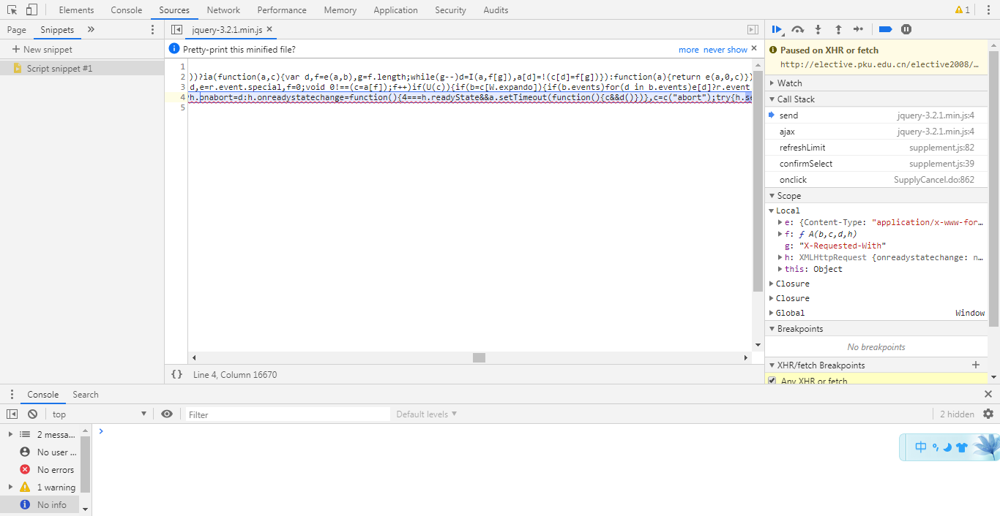 Elements Console Sources Network Performance Memory Application Security Audits 1
Page Snippets »
New snippet
Script snippet #1
jquery-3.2.1.min.js ×
Pretty-print this minified file? more never show ×
1
2 ))?ia(function(a,c){var d,f=e(a,b),g=f.length;while(g--)d=I(a,f[g]),a[d]=!(c[d]=f[g])}):function(a){return e(a,0,c)})
3 d,e=r.event.special,f=0;void 0!==(c=a[f]);f++)if(U(c)){if(b=c[W.expando]){if(b.events)for(d in b.events)e[d]?r.event
4 ?h.onabort=d:h.onreadystatechange=function(){4===h.readyState&&a.setTimeout(function(){c&&d()})},c=c("abort");try{h.se
5
{} Line 4, Column 16670
Paused on XHR or fetch
http://elective.pku.edu.cn/elective2008/…
Watch
Call Stack
send jquery-3.2.1.min.js:4
ajax jquery-3.2.1.min.js:4
refreshLimit supplement.js:82
confirmSelect supplement.js:39
onclick SupplyCancel.do:862
Scope
Local
e: {Content-Type: "application/x-www-for…
f: ƒ A(b,c,d,h)
g: "X-Requested-With"
h: XMLHttpRequest {onreadystatechange: n…
this: Object
Closure
Closure
Global Window
Breakpoints
No breakpoints
XHR/fetch Breakpoints +
Any XHR or fetch
Console Search
top Filter Default levels 2 hidden
2 messa…
No user …
No errors
1 warning
No info
中